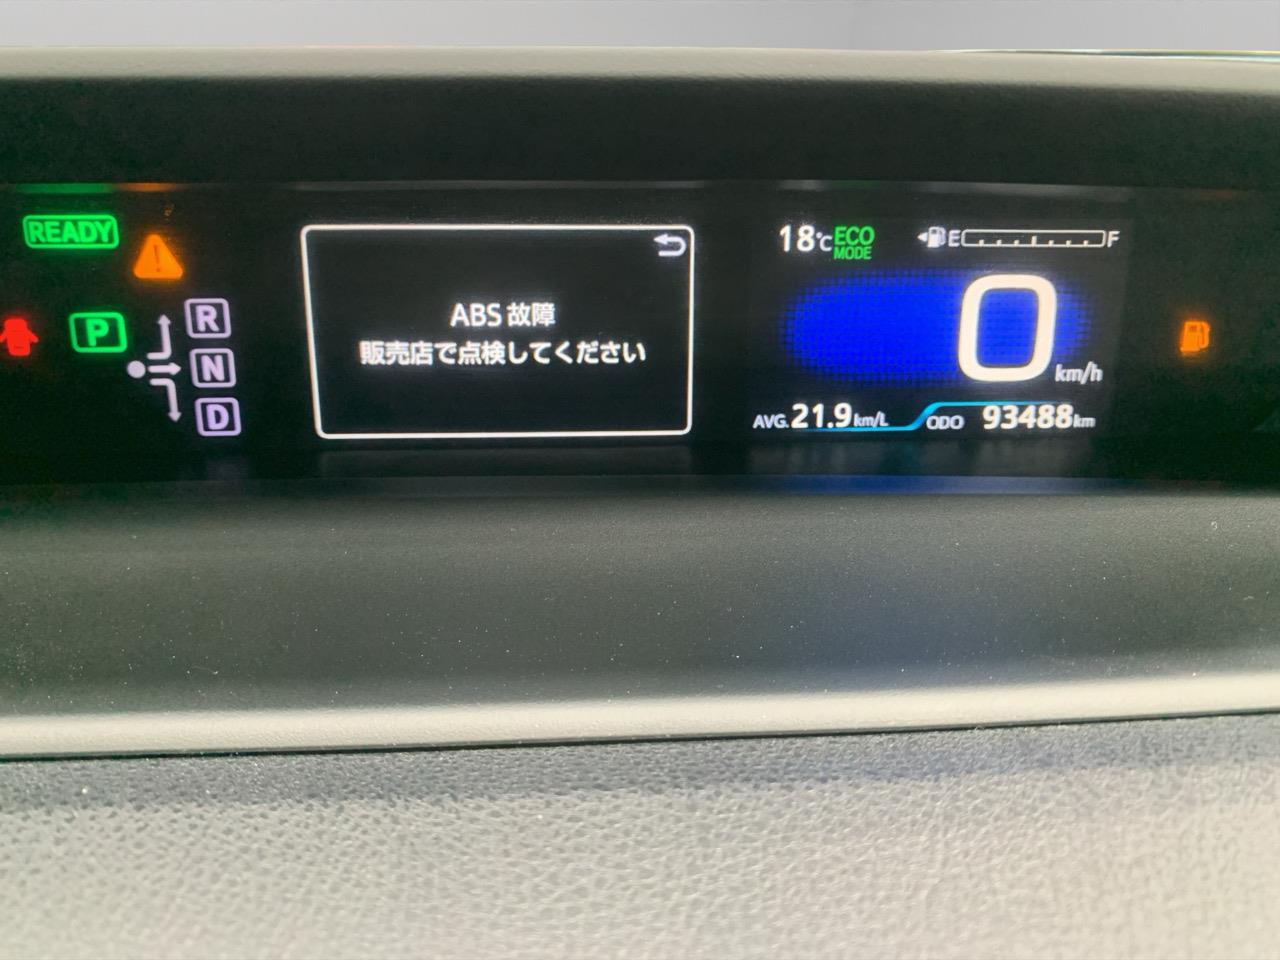 READY
P
R
N
D
ABS 故障
販売店で点検してください
18℃ ECO MODE E F
0 km/h
AVG. 21.9 km/L ODO 93488 km